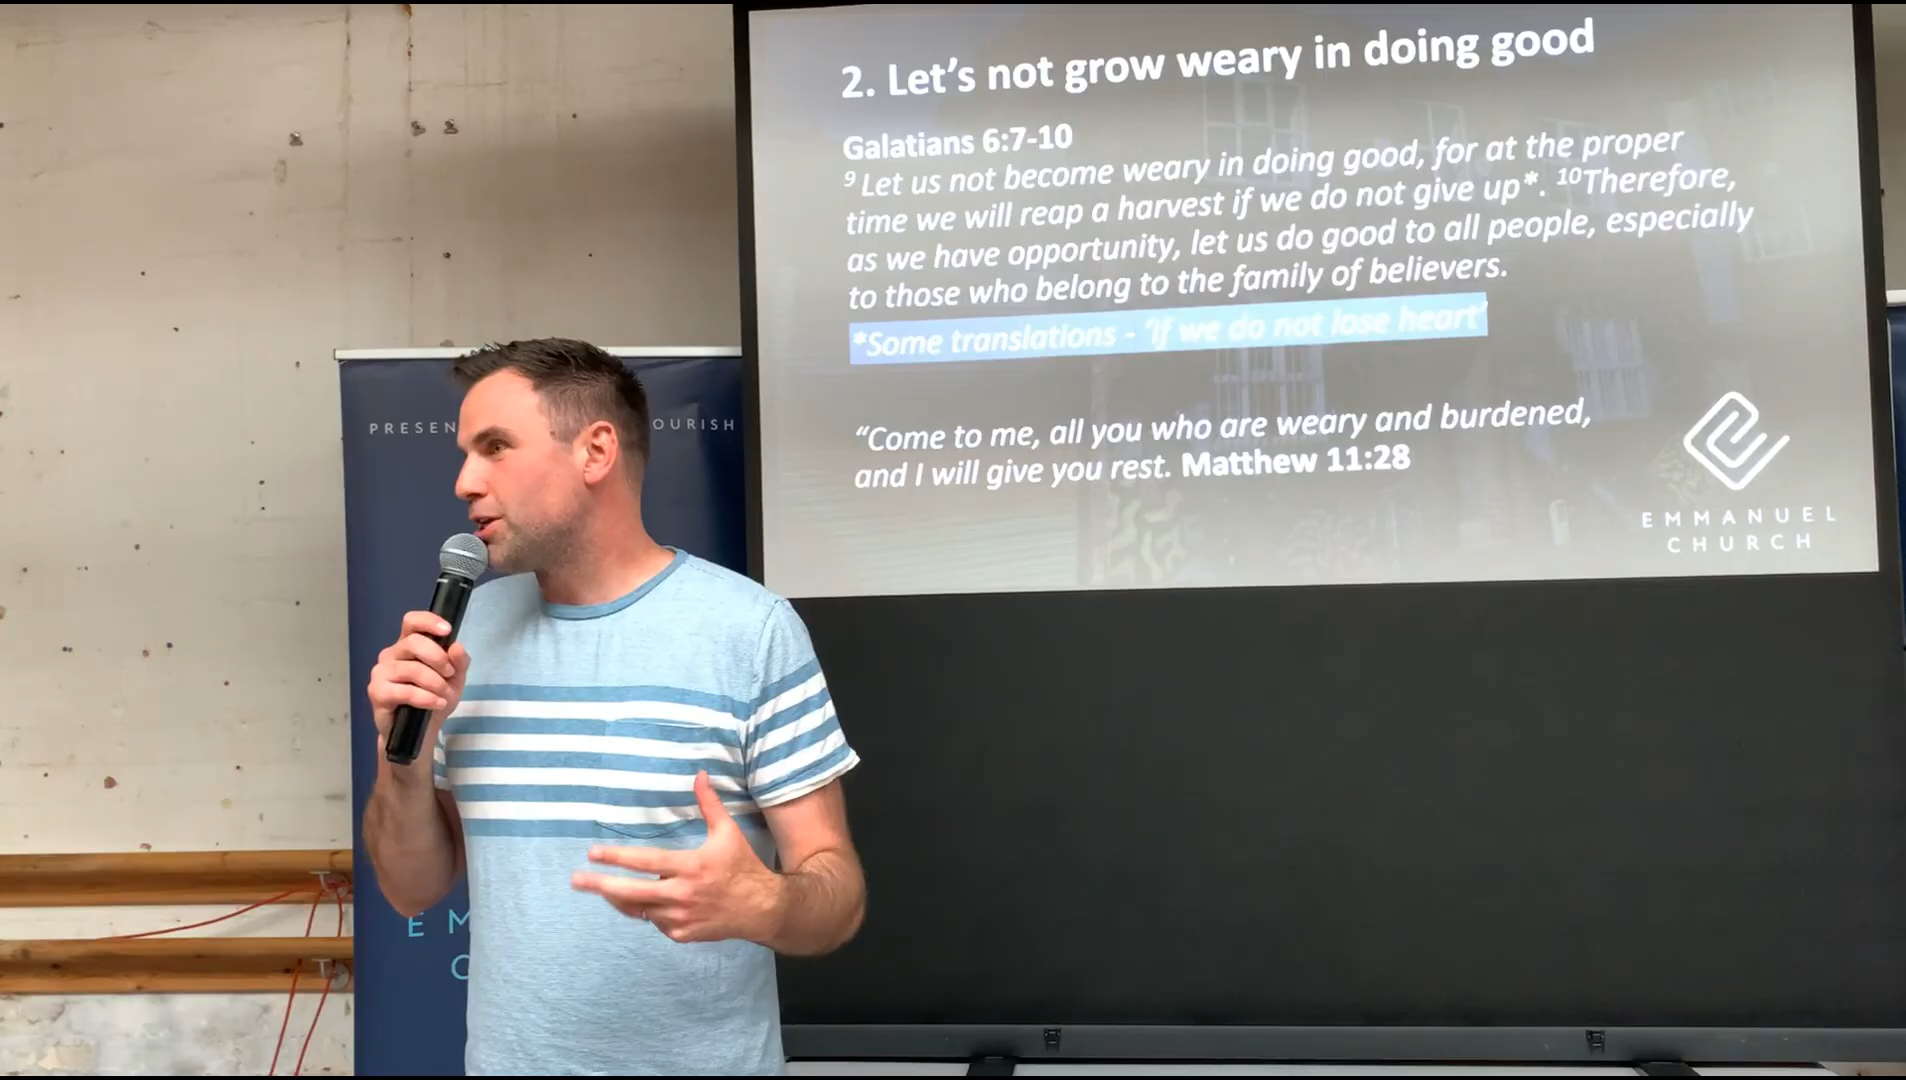 2. Let's not grow weary in doing good
Galatians 6:7-10
⁹ Let us not become weary in doing good, for at the proper
time we will reap a harvest if we do not give up*. ¹⁰Therefore,
as we have opportunity, let us do good to all people, especially
to those who belong to the family of believers.
*Some translations - 'If we do not lose heart'
“Come to me, all you who are weary and burdened,
and I will give you rest. Matthew 11:28
EMMANUEL
CHURCH
PRESEN OURISH
E M
C